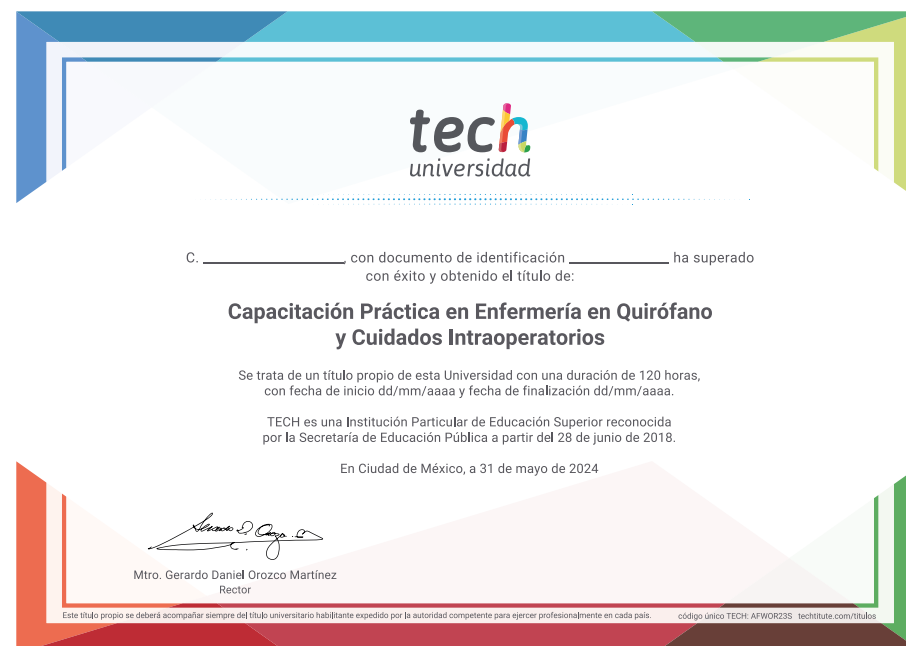 tech
universidad
C. ____________, con documento de identificación ____________ ha superado
con éxito y obtenido el título de:
Capacitación Práctica en Enfermería en Quirófano
y Cuidados Intraoperatorios
Se trata de un título propio de esta Universidad con una duración de 120 horas,
con fecha de inicio dd/mm/aaaa y fecha de finalización dd/mm/aaaa.
TECH es una Institución Particular de Educación Superior reconocida
por la Secretaría de Educación Pública a partir del 28 de junio de 2018.
En Ciudad de México, a 31 de mayo de 2024
Mtro. Gerardo Daniel Orozco Martínez
Rector
Este título propio se deberá acompañar siempre del título universitario habilitante expedido por la autoridad competente para ejercer profesionalmente en cada país. código único TECH: AFWOR23S techtitute.com/titulos